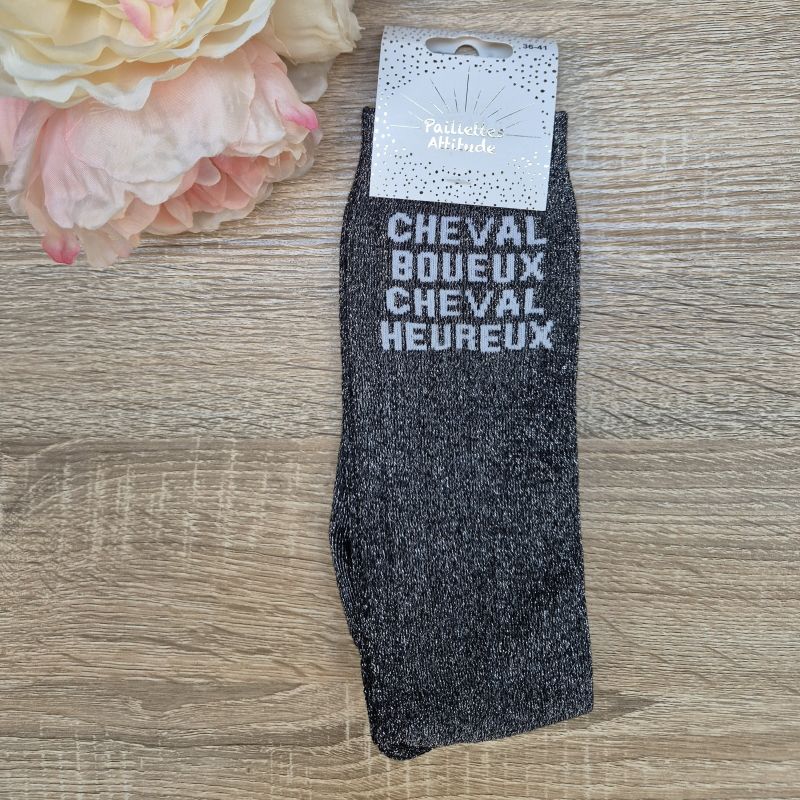 36-41
Paillettes
Attitude
CHEVAL
BOUEUX
CHEVAL
HEUREUX